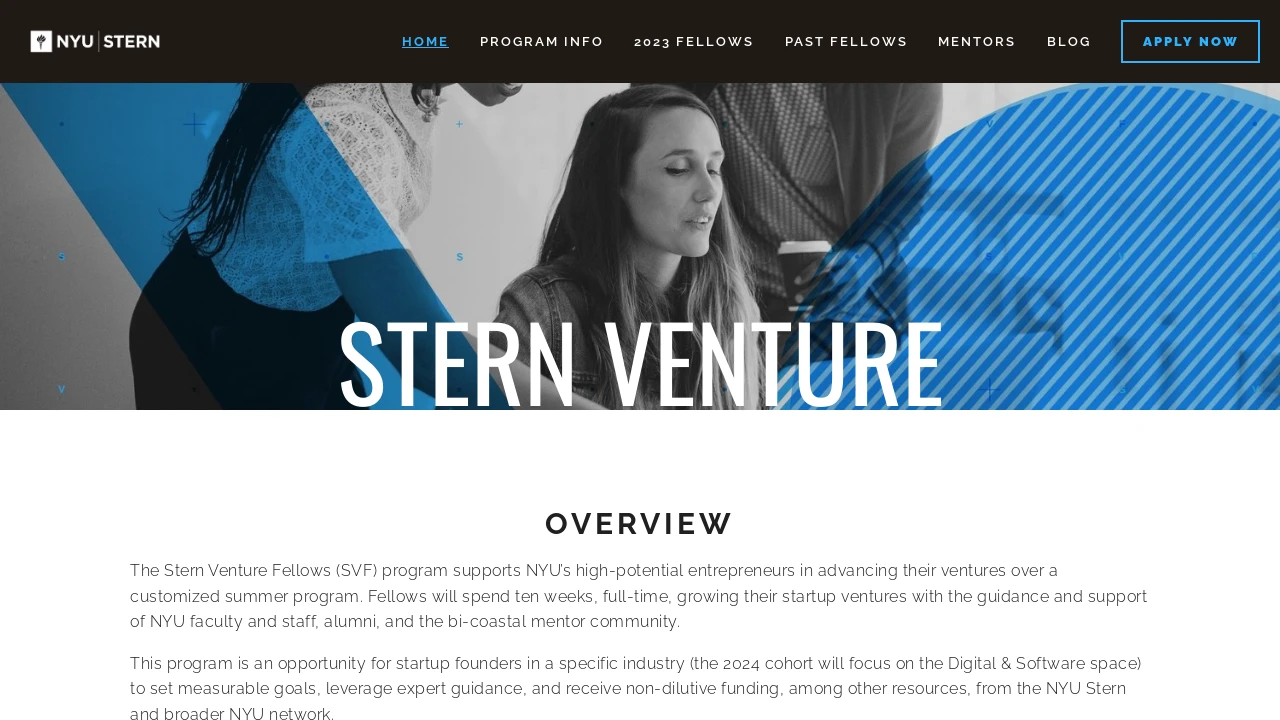 NYU | STERN
HOME
PROGRAM INFO
2023 FELLOWS
PAST FELLOWS
MENTORS
BLOG
APPLY NOW
STERN VENTURE
OVERVIEW
The Stern Venture Fellows (SVF) program supports NYU's high-potential entrepreneurs in advancing their ventures over a
customized summer program. Fellows will spend ten weeks, full-time, growing their startup ventures with the guidance and support
of NYU faculty and staff, alumni, and the bi-coastal mentor community.
This program is an opportunity for startup founders in a specific industry (the 2024 cohort will focus on the Digital & Software space)
to set measurable goals, leverage expert guidance, and receive non-dilutive funding, among other resources, from the NYU Stern
and broader NYU network.